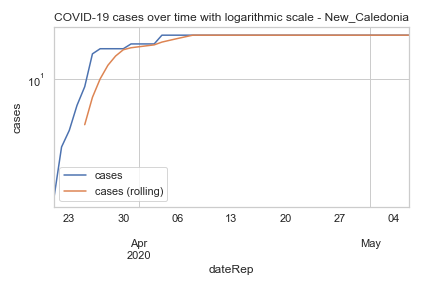 COVID-19 cases over time with logarithmic scale - New_Caledonia
cases
10¹
cases
cases (rolling)
23 30 06 13 20 27 04
Apr May
2020
dateRep